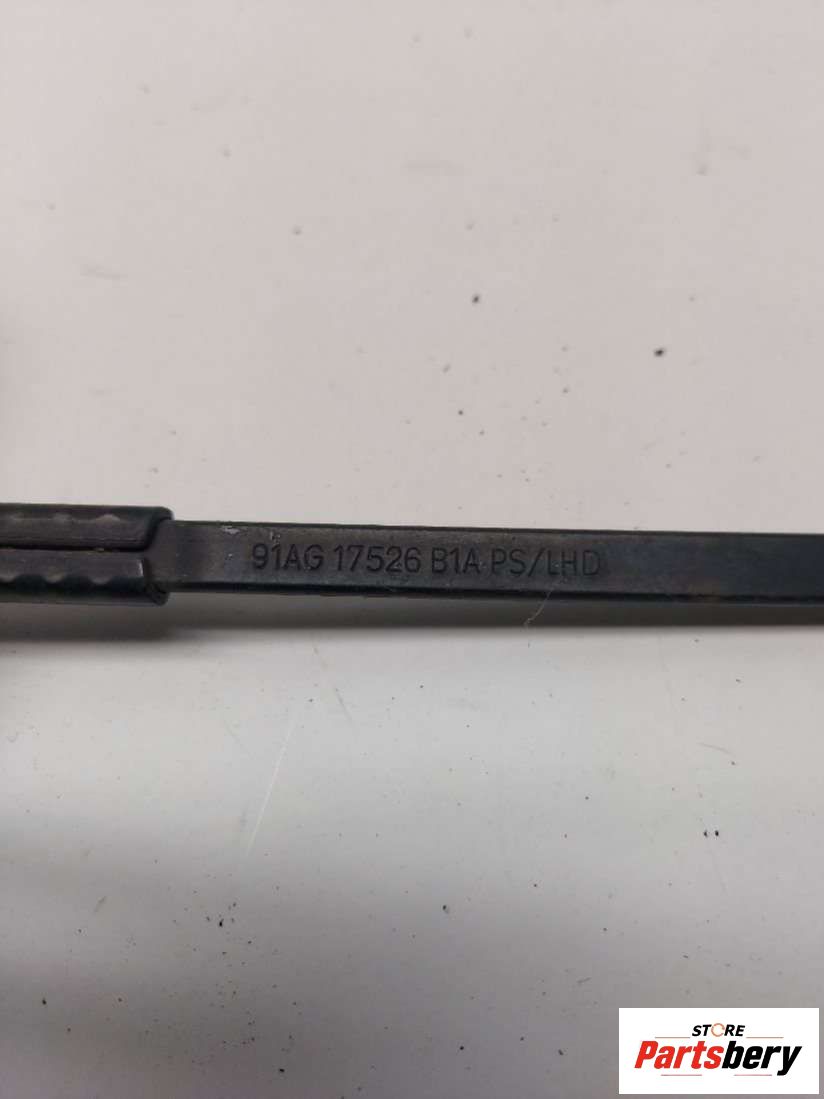 91AG 17526 B1A PS/LHD
STORE
Partsbery